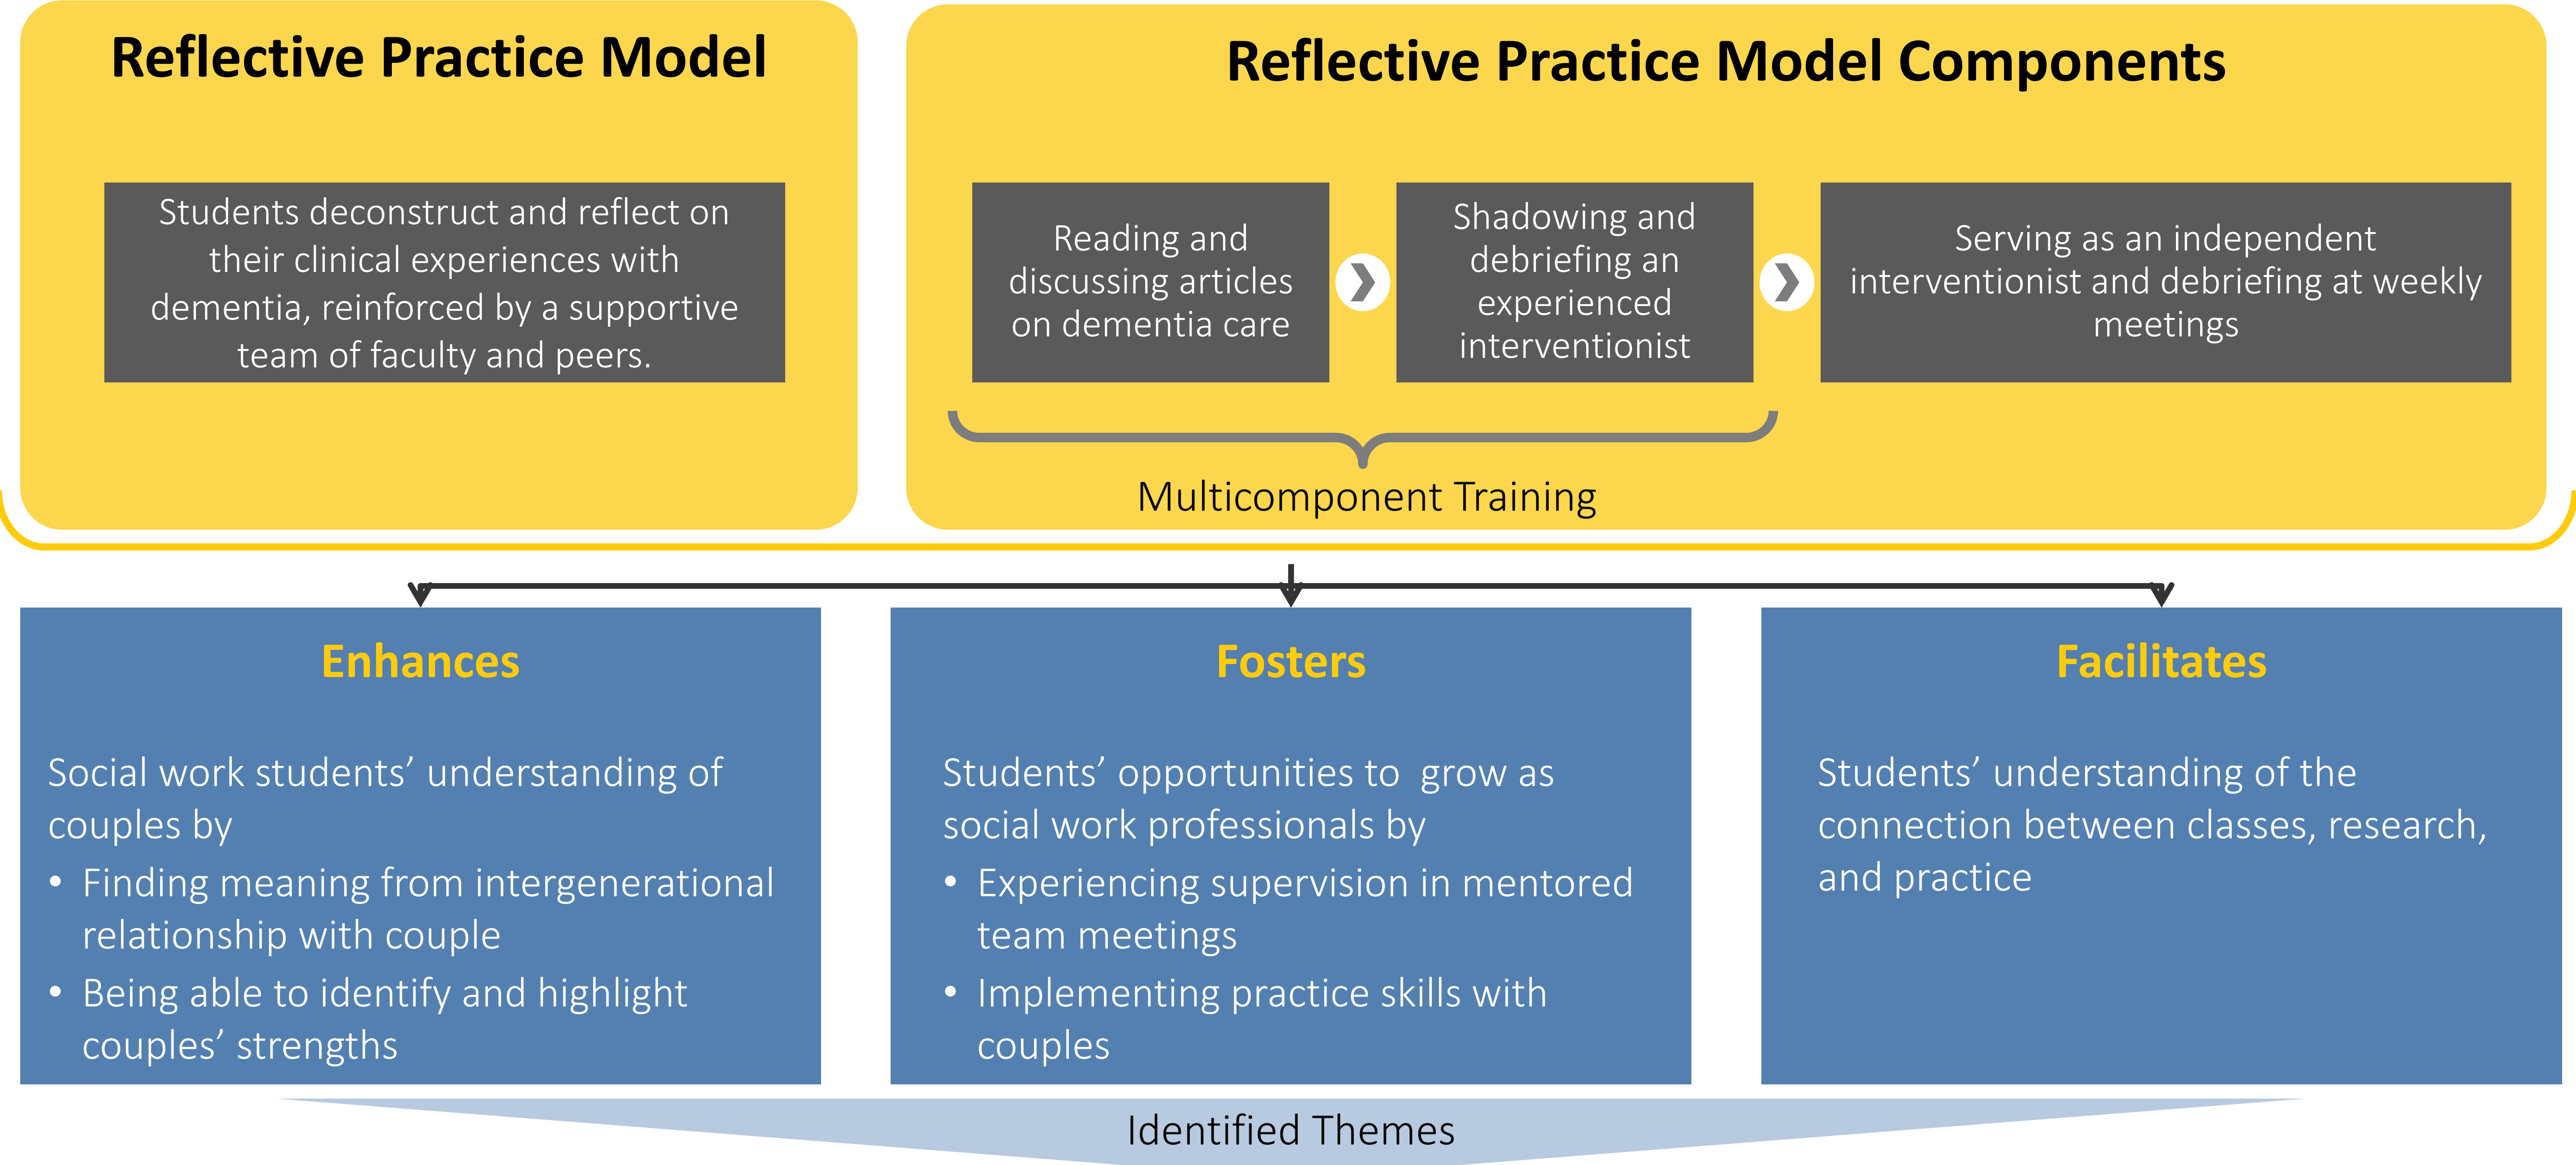 Reflective Practice Model
Students deconstruct and reflect on
their clinical experiences with
dementia, reinforced by a supportive
team of faculty and peers.
Reflective Practice Model Components
Reading and
discussing articles
on dementia care
Shadowing and
debriefing an
experienced
interventionist
Serving as an independent
interventionist and debriefing at weekly
meetings
Multicomponent Training
Enhances
Social work students’ understanding of
couples by
• Finding meaning from intergenerational
relationship with couple
• Being able to identify and highlight
couples’ strengths
Fosters
Students’ opportunities to  grow as
social work professionals by
• Experiencing supervision in mentored
team meetings
• Implementing practice skills with
couples
Facilitates
Students’ understanding of the
connection between classes, research,
and practice
Identified Themes